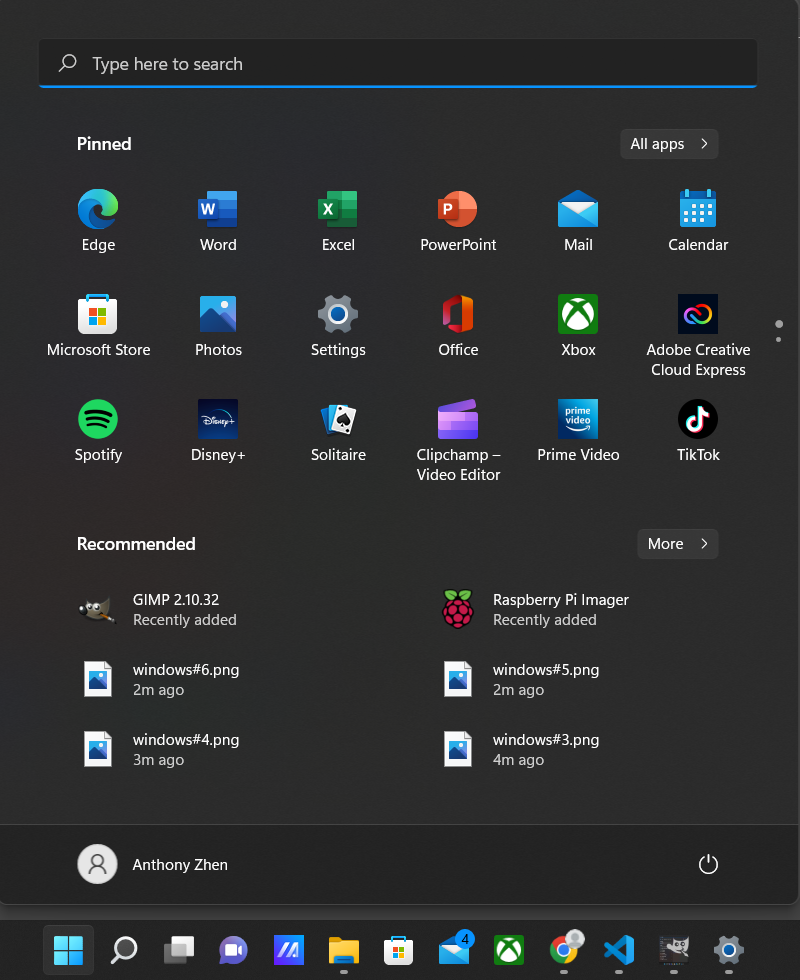 Type here to search
Pinned
All apps
Edge
Word
Excel
PowerPoint
Mail
Calendar
Microsoft Store
Photos
Settings
Office
Xbox
Adobe Creative
Cloud Express
Spotify
Disney+
Solitaire
Clipchamp –
Video Editor
prime
video
Prime Video
TikTok
Recommended
More
GIMP 2.10.32
Recently added
Raspberry Pi Imager
Recently added
windows#6.png
2m ago
windows#5.png
2m ago
windows#4.png
3m ago
windows#3.png
4m ago
Anthony Zhen
4